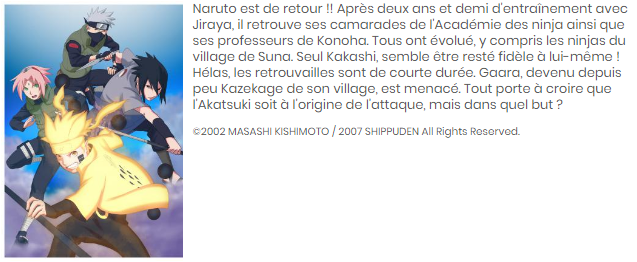 Naruto est de retour !! Après deux ans et demi d'entraînement avec
Jiraya, il retrouve ses camarades de l'Académie des ninja ainsi que
ses professeurs de Konoha. Tous ont évolué, y compris les ninjas du
village de Suna. Seul Kakashi, semble être resté fidèle à lui-même !
Hélas, les retrouvailles sont de courte durée. Gaara, devenu depuis
peu Kazekage de son village, est menacé. Tout porte à croire que
l'Akatsuki soit à l'origine de l'attaque, mais dans quel but ?
©2002 MASASHI KISHIMOTO / 2007 SHIPPUDEN All Rights Reserved.